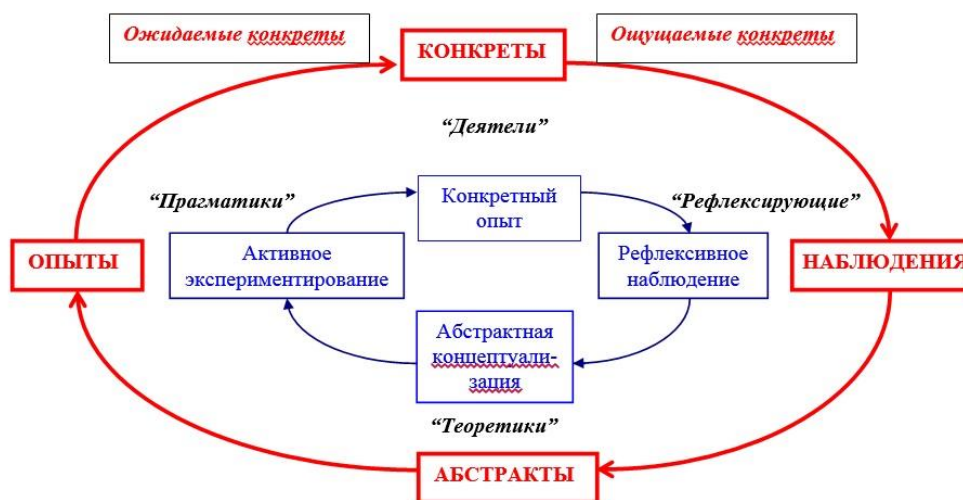 Ожидаемые конкреты
КОНКРЕТЫ
Ощущаемые конкреты
“Деятели”
“Прагматики”
Конкретный
опыт
“Рефлексирующие”
ОПЫТЫ
Активное
экспериментирование
Рефлексивное
наблюдение
НАБЛЮДЕНИЯ
Абстрактная
концептуали-
зация
“Теоретики”
АБСТРАКТЫ